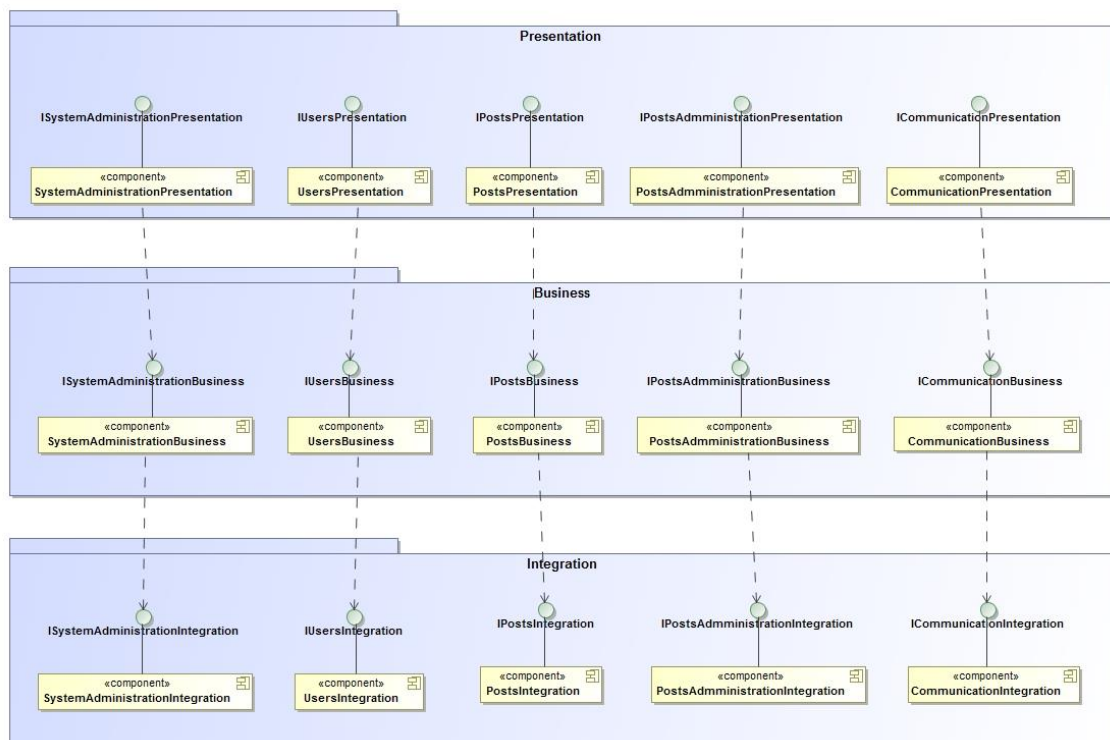 Presentation
ISystemAdministrationPresentation IUsersPresentation IPostsPresentation IPostsAdmministrationPresentation ICommunicationPresentation
«component» «component» «component» «component» «component»
SystemAdministrationPresentation UsersPresentation PostsPresentation PostsAdmministrationPresentation CommunicationPresentation
Business
ISystemAdministrationBusiness IUsersBusiness IPostsBusiness IPostsAdmministrationBusiness ICommunicationBusiness
«component» «component» «component» «component» «component»
SystemAdministrationBusiness UsersBusiness PostsBusiness PostsAdmministrationBusiness CommunicationBusiness
Integration
ISystemAdministrationIntegration IUsersIntegration IPostsIntegration IPostsAdmministrationIntegration ICommunicationIntegration
«component» «component» «component» «component» «component»
SystemAdministrationIntegration UsersIntegration PostsIntegration PostsAdmministrationIntegration CommunicationIntegration